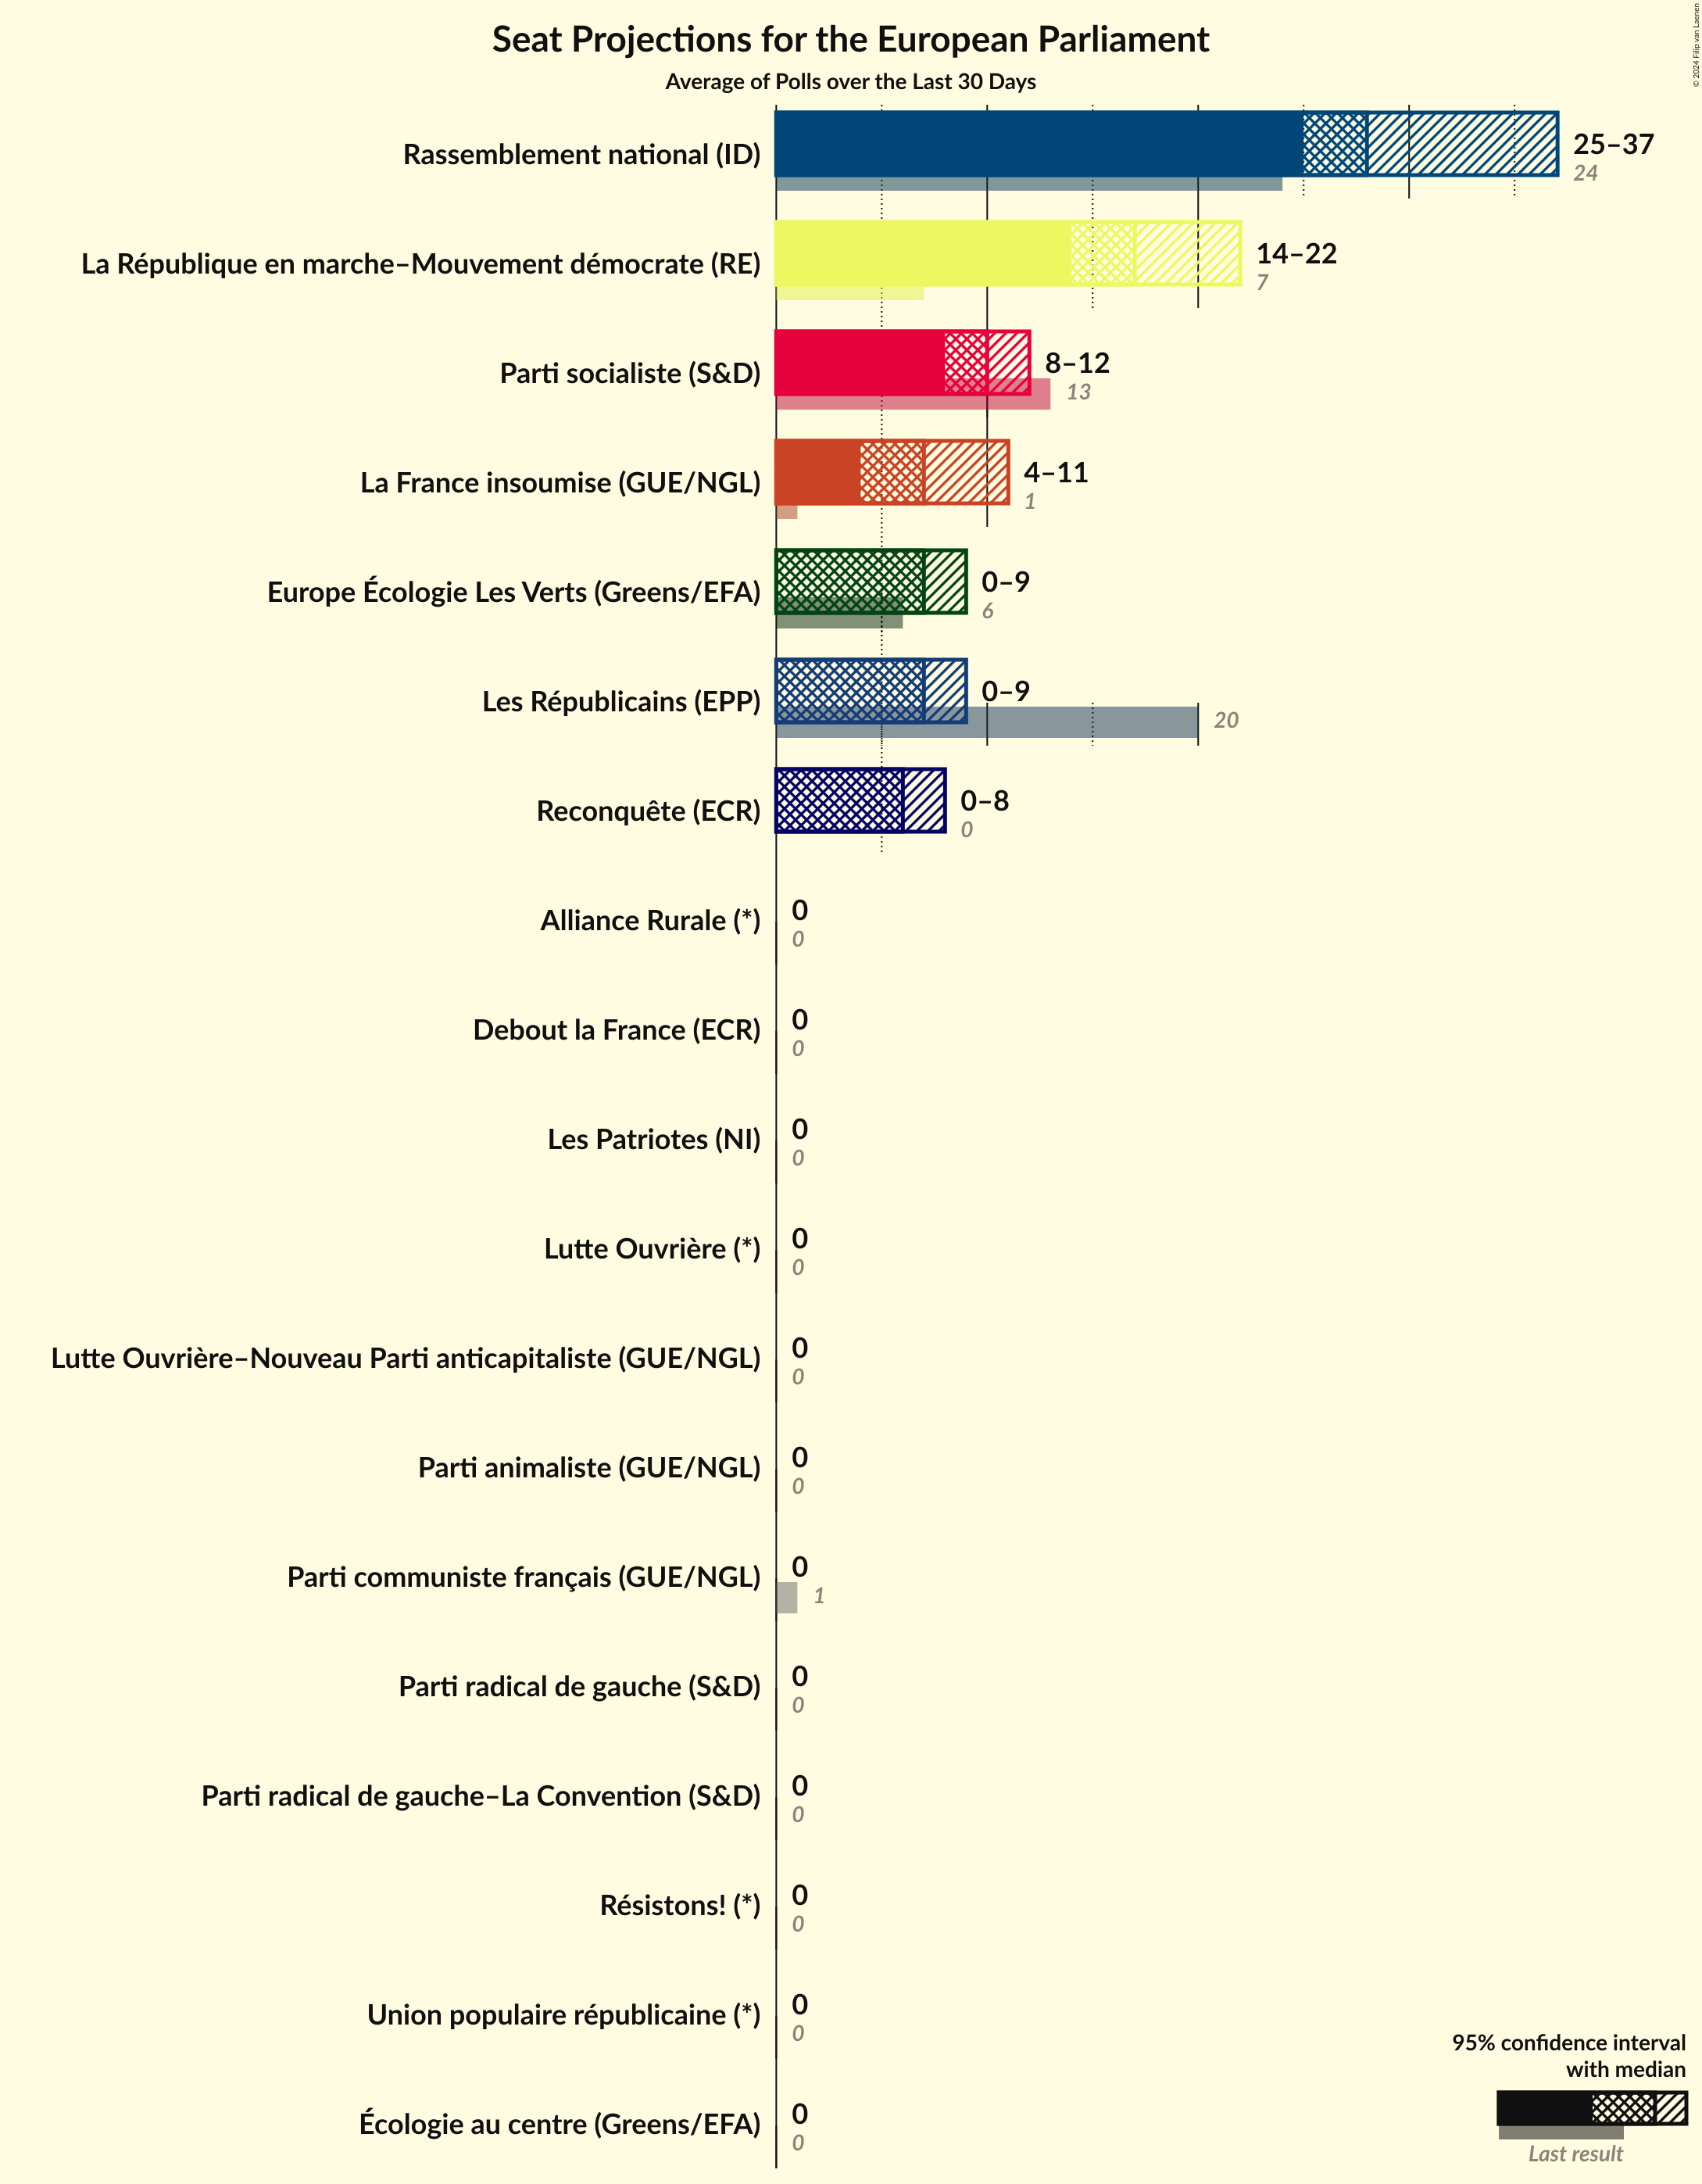 Seat Projections for the European Parliament
Average of Polls over the Last 30 Days
© 2024 Filip van Laenen
Rassemblement national (ID)
25–37
24
La République en marche–Mouvement démocrate (RE)
14–22
7
Parti socialiste (S&D)
8–12
13
La France insoumise (GUE/NGL)
4–11
1
Europe Écologie Les Verts (Greens/EFA)
0–9
6
Les Républicains (EPP)
0–9
20
Reconquête (ECR)
0–8
0
Alliance Rurale (*)
0
0
Debout la France (ECR)
0
0
Les Patriotes (NI)
0
0
Lutte Ouvrière (*)
0
0
Lutte Ouvrière–Nouveau Parti anticapitaliste (GUE/NGL)
0
0
Parti animaliste (GUE/NGL)
0
0
Parti communiste français (GUE/NGL)
0
1
Parti radical de gauche (S&D)
0
0
Parti radical de gauche–La Convention (S&D)
0
0
Résistons! (*)
0
0
Union populaire républicaine (*)
0
0
Écologie au centre (Greens/EFA)
0
0
95% confidence interval
with median
Last result